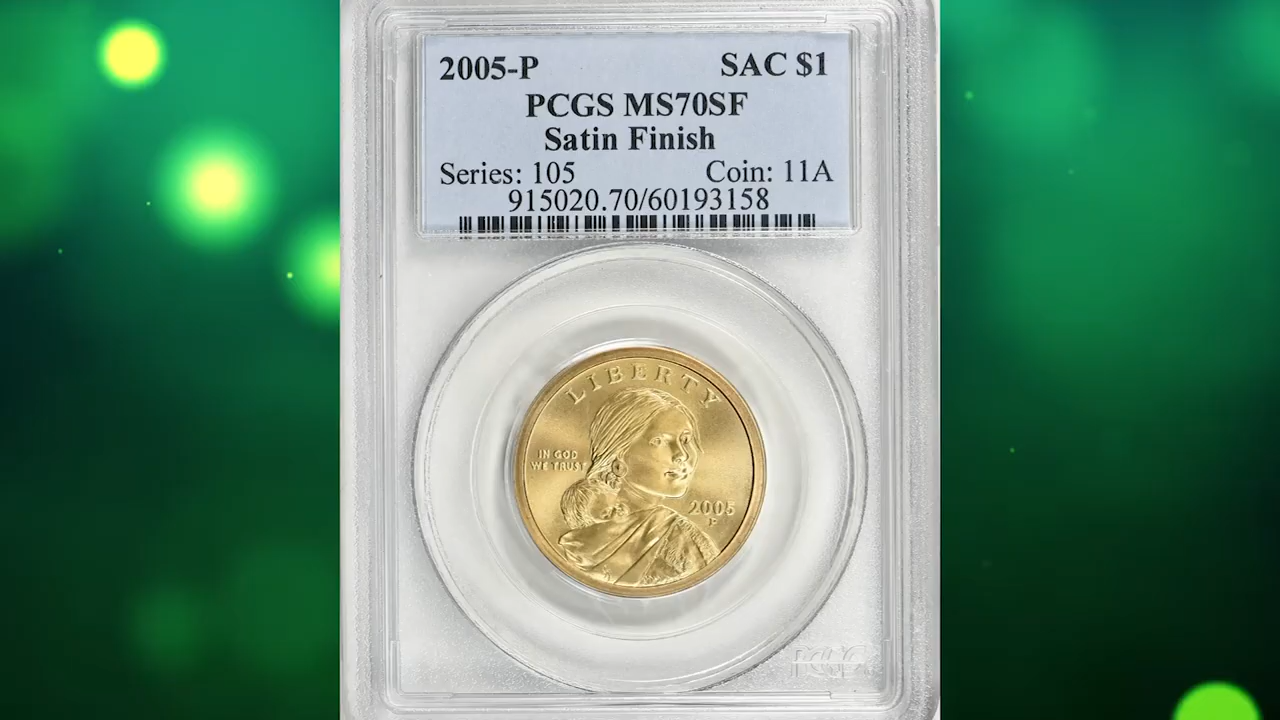 2005-P SAC $1
PCGS MS70SF
Satin Finish
Series: 105 Coin: 11A
915020.70/60193158
LIBERTY
IN GOD
WE TRUST
2005
P
PCGS